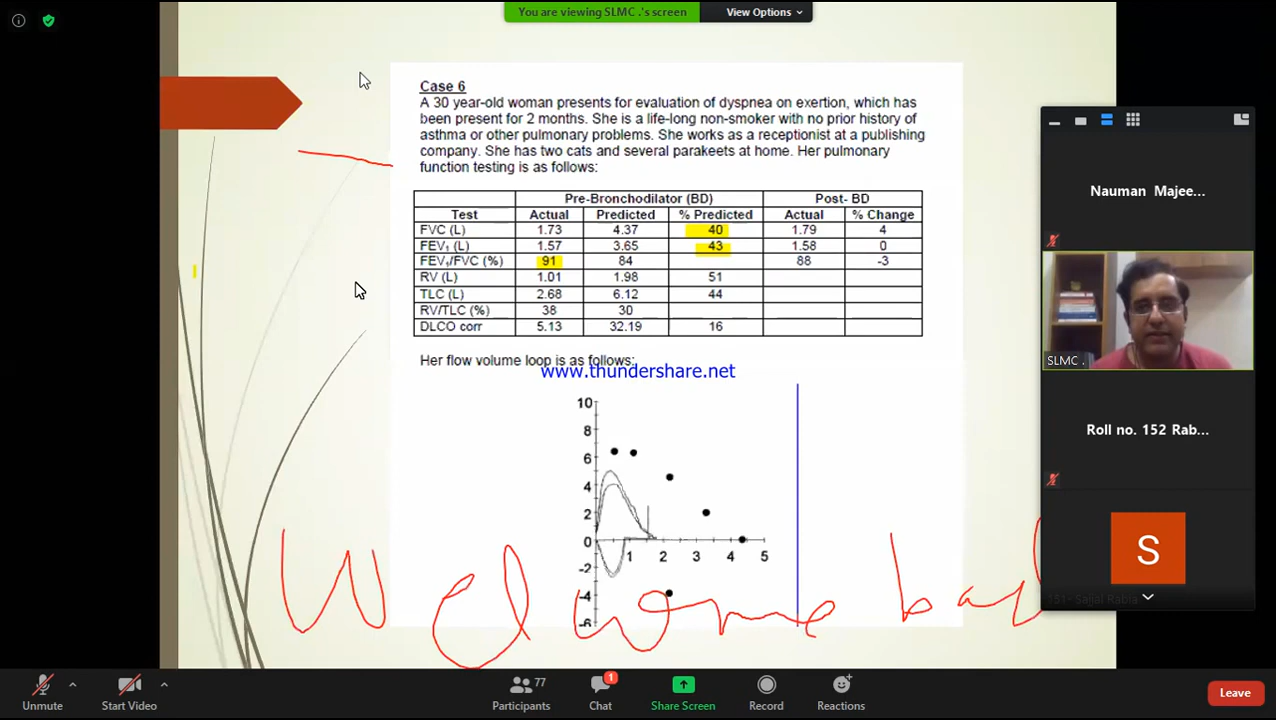 You are viewing SLMC .'s screen
View Options
Case 6
A 30 year-old woman presents for evaluation of dyspnea on exertion, which has
been present for 2 months. She is a life-long non-smoker with no prior history of
asthma or other pulmonary problems. She works as a receptionist at a publishing
company. She has two cats and several parakeets at home. Her pulmonary
function testing is as follows:
Pre-Bronchodilator (BD) Post- BD
Test Actual Predicted % Predicted Actual % Change
FVC (L) 1.73 4.37 40 1.79 4
FEV₁ (L) 1.57 3.65 43 1.58 0
FEV₁/FVC (%) 91 84 88 -3
RV (L) 1.01 1.98 51
TLC (L) 2.68 6.12 44
RV/TLC (%) 38 30
DLCO corr 5.13 32.19 16
Her flow volume loop is as follows:
www.thundershare.net
10
8
6
4
2
0
1 2 3 4 5
-2
-4
-6
Welcome back
Nauman Majee...
SLMC .
Roll no. 152 Rab...
S
151- Sajjal Rabia
Unmute
Start Video
77
Participants
1
Chat
Share Screen
Record
Reactions
Leave